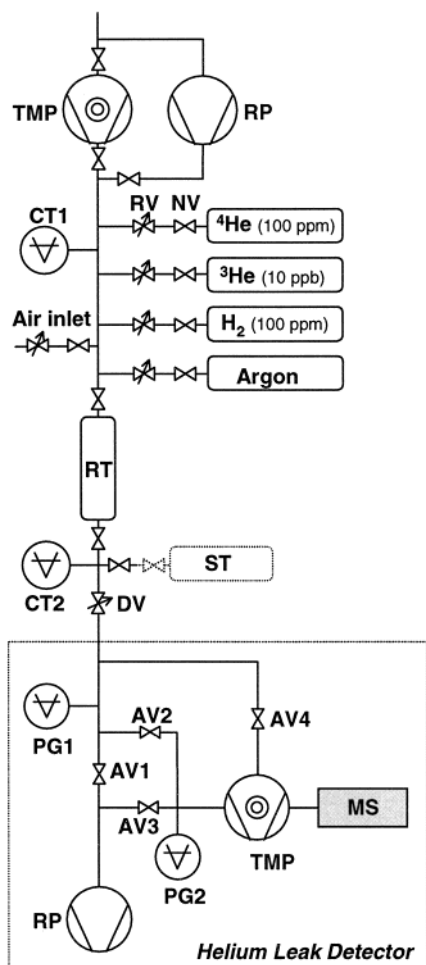 TMP
RP
RV NV
CT1
⁴He (100 ppm)
³He (10 ppb)
Air inlet
H₂ (100 ppm)
Argon
RT
ST
CT2
DV
AV2
AV4
PG1
AV1
MS
AV3
TMP
PG2
RP
Helium Leak Detector